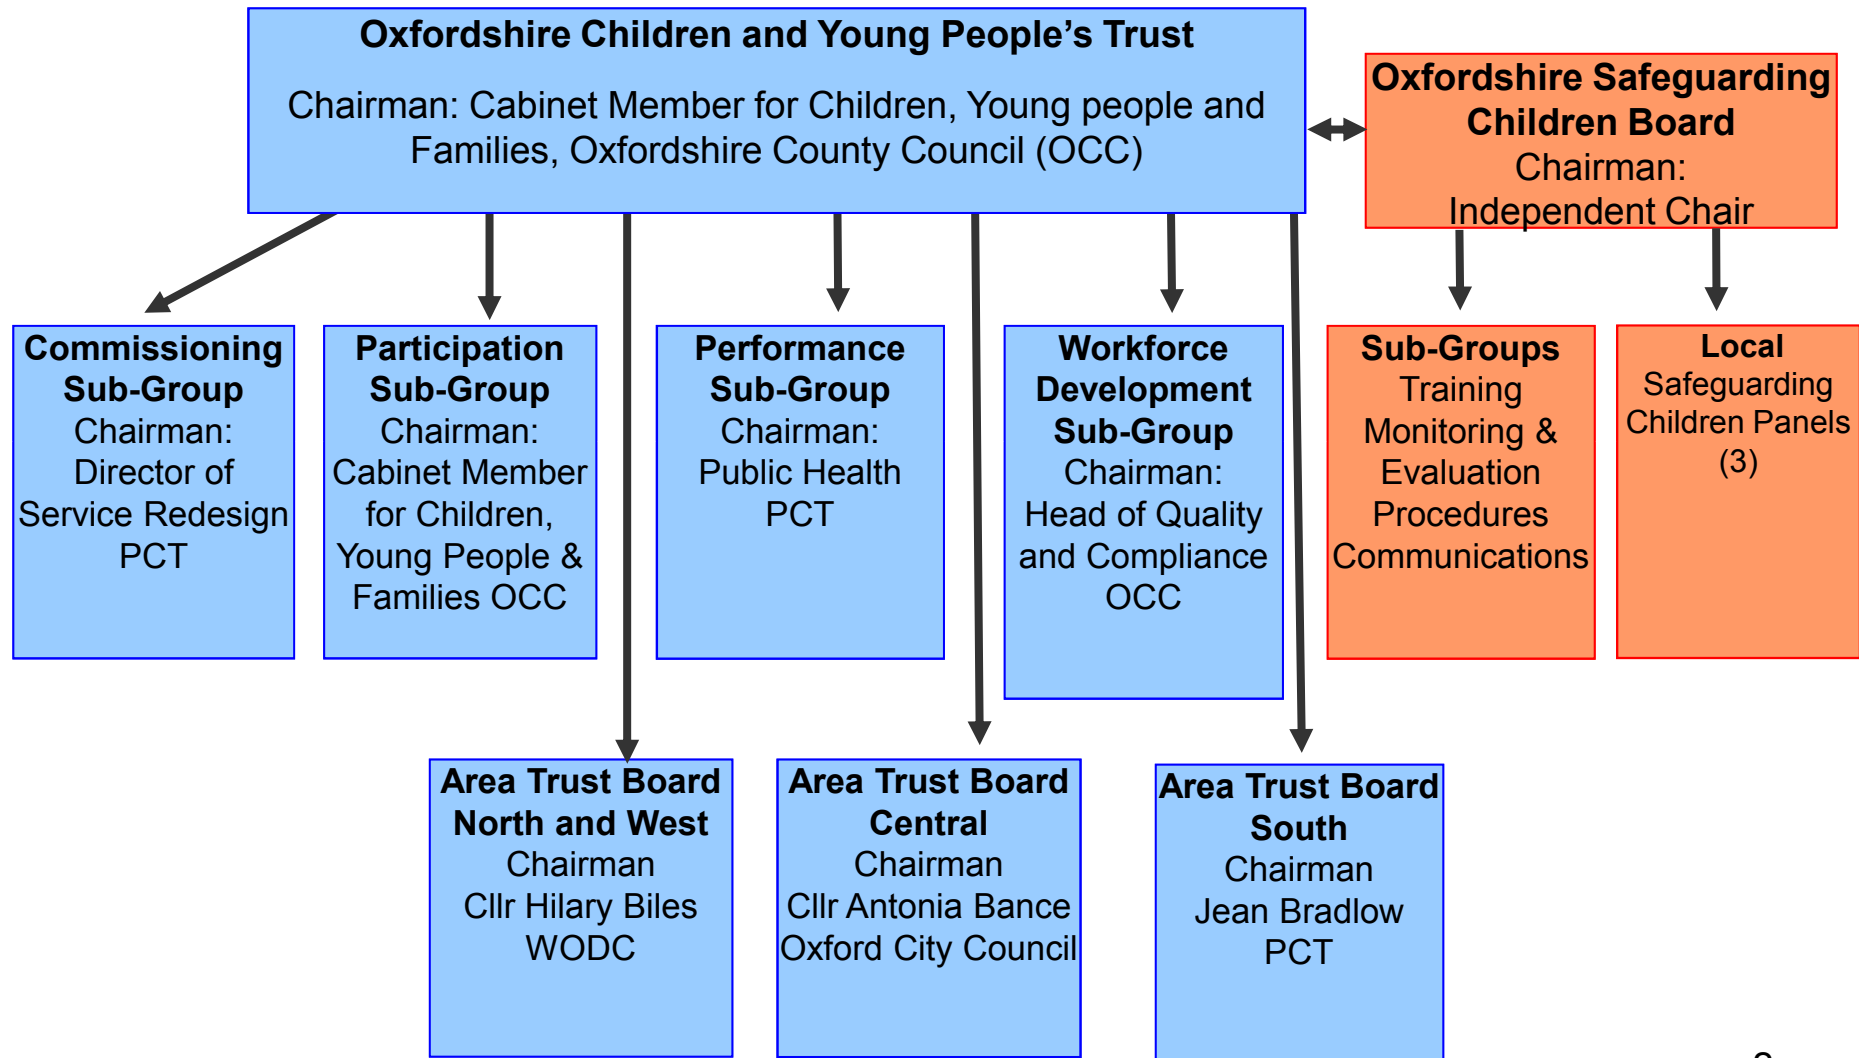 Oxfordshire Children and Young People’s Trust
Chairman: Cabinet Member for Children, Young people and
Families, Oxfordshire County Council (OCC)
Oxfordshire Safeguarding
Children Board
Chairman:
Independent Chair
Commissioning
Sub-Group
Chairman:
Director of
Service Redesign
PCT
Participation
Sub-Group
Chairman:
Cabinet Member
for Children,
Young People &
Families OCC
Performance
Sub-Group
Chairman:
Public Health
PCT
Workforce
Development
Sub-Group
Chairman:
Head of Quality
and Compliance
OCC
Sub-Groups
Training
Monitoring &
Evaluation
Procedures
Communications
Local
Safeguarding
Children Panels
(3)
Area Trust Board
North and West
Chairman
Cllr Hilary Biles
WODC
Area Trust Board
Central
Chairman
Cllr Antonia Bance
Oxford City Council
Area Trust Board
South
Chairman
Jean Bradlow
PCT